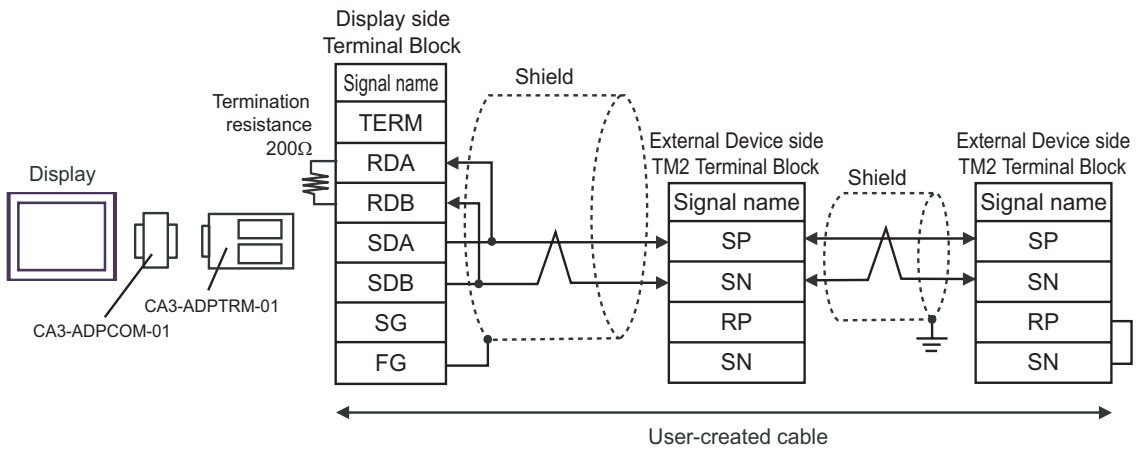 Display side
Terminal Block
Signal name
TERM
RDA
RDB
SDA
SDB
SG
FG
Termination
resistance
200Ω
Display
CA3-ADPCOM-01
CA3-ADPTRM-01
Shield
External Device side
TM2 Terminal Block
Signal name
SP
SN
RP
SN
Shield
External Device side
TM2 Terminal Block
Signal name
SP
SN
RP
SN
User-created cable